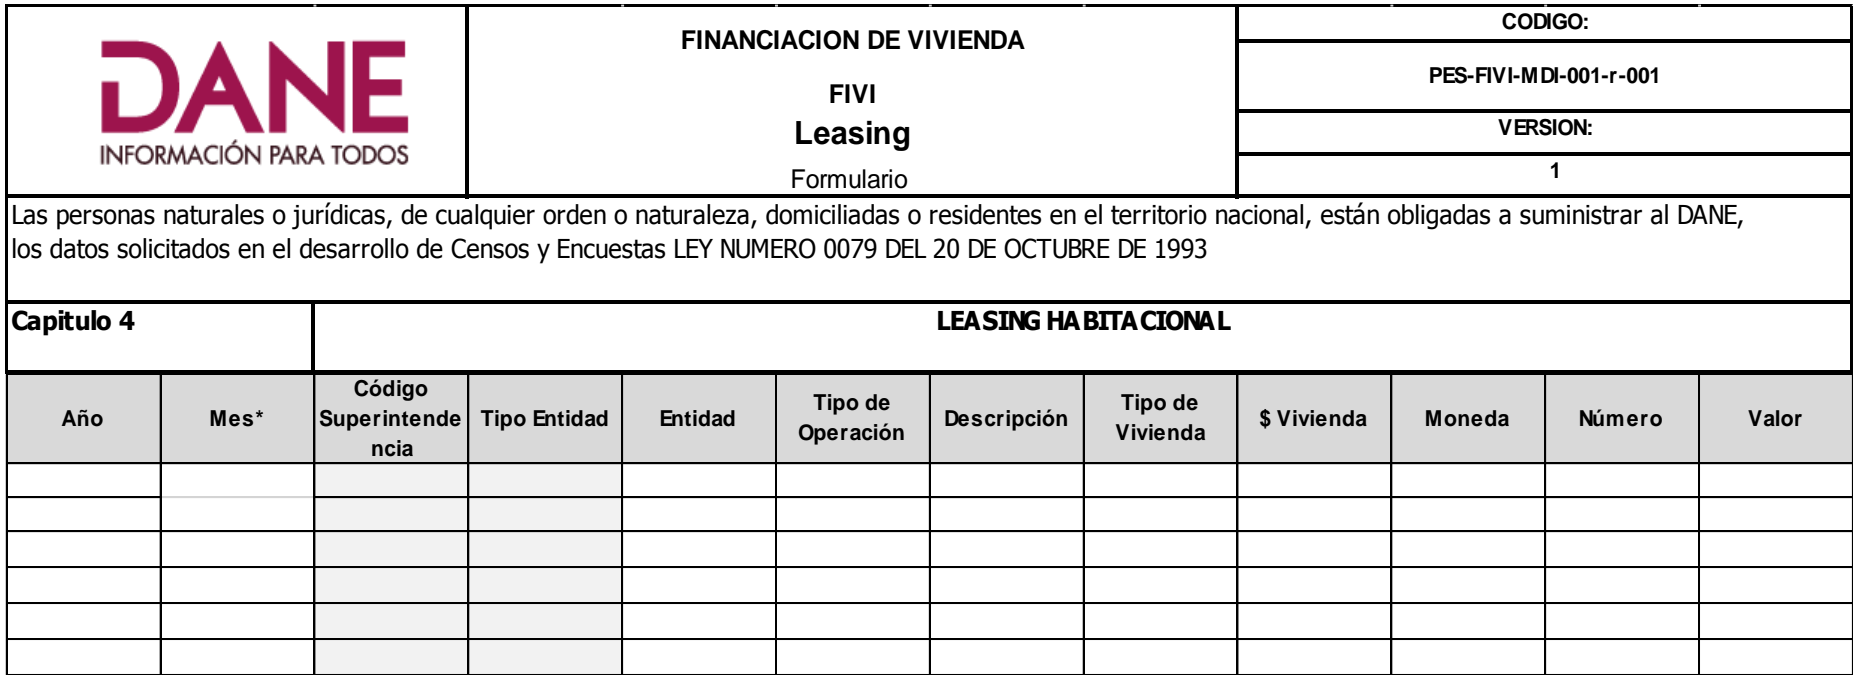 DANE
INFORMACIÓN PARA TODOS
FINANCIACION DE VIVIENDA
FIVI
Leasing
Formulario
CODIGO:
PES-FIVI-MDI-001-r-001
VERSION:
1
Las personas naturales o jurídicas, de cualquier orden o naturaleza, domiciliadas o residentes en el territorio nacional, están obligadas a suministrar al DANE,
los datos solicitados en el desarrollo de Censos y Encuestas LEY NUMERO 0079 DEL 20 DE OCTUBRE DE 1993
Capitulo 4
LEASING HABITACIONAL
Año
Mes*
Código
Superintende
ncia
Tipo Entidad
Entidad
Tipo de
Operación
Descripción
Tipo de
Vivienda
$ Vivienda
Moneda
Número
Valor